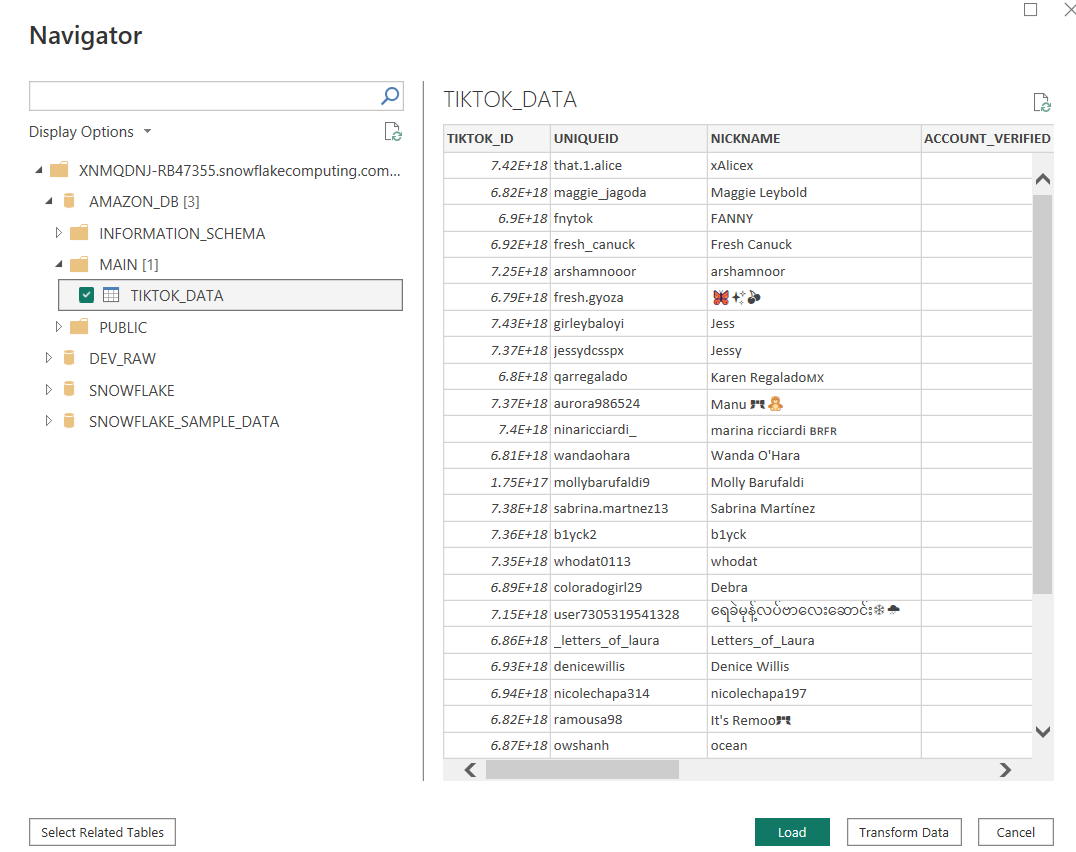 Navigator
Display Options
XNMQDNJ-RB47355.snowflakecomputing.com...
AMAZON_DB [3]
INFORMATION_SCHEMA
MAIN [1]
TIKTOK_DATA
PUBLIC
DEV_RAW
SNOWFLAKE
SNOWFLAKE_SAMPLE_DATA
TIKTOK_DATA
TIKTOK_ID UNIQUEID NICKNAME ACCOUNT_VERIFIED
7.42E+18 that.1.alice xAlicex
6.82E+18 maggie_jagoda Maggie Leybold
6.9E+18 fnytok FANNY
6.92E+18 fresh_canuck Fresh Canuck
7.25E+18 arshamnooor arshamnoor
6.79E+18 fresh.gyoza 🦋✨🍒
7.43E+18 girleybaloyi Jess
7.37E+18 jessydcsspx Jessy
6.8E+18 qarregalado Karen Regalado🇲🇽
7.37E+18 aurora986524 Manu
7.4E+18 ninaricciardi_ marina ricciardi 🇧🇷🇫🇷
6.81E+18 wandaohara Wanda O'Hara
1.75E+17 mollybarufaldi9 Molly Barufaldi
7.38E+18 sabrina.martnez13 Sabrina Martínez
7.36E+18 b1yck2 b1yck
7.35E+18 whodat0113 whodat
6.89E+18 coloradogirl29 Debra
7.15E+18 user7305319541328 ရေခဲမုန့်လုပ်စားလေးဆောင်း❄🌧
6.86E+18 _letters_of_laura Letters_of_Laura
6.93E+18 denicewillis Denice Willis
6.94E+18 nicolechapa314 nicolechapa197
6.82E+18 ramousa98 It's Remoo
6.87E+18 owshanh ocean
Select Related Tables
Load
Transform Data
Cancel